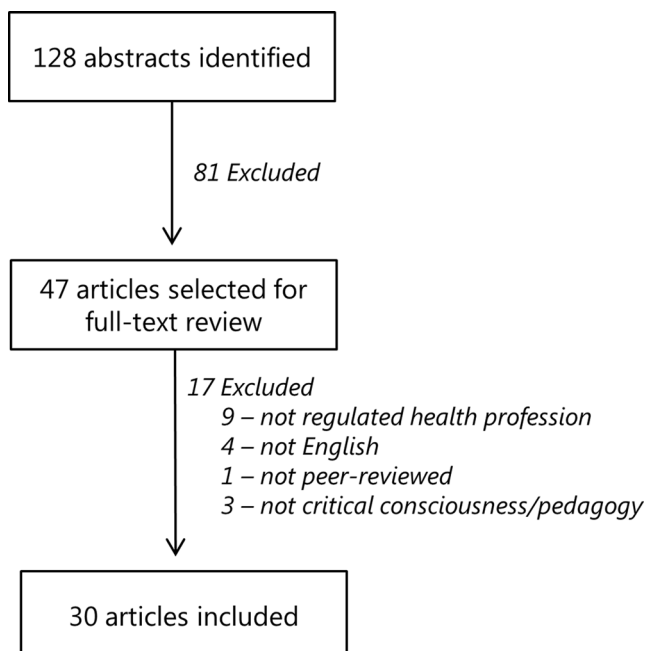 128 abstracts identified
81 Excluded
47 articles selected for
full-text review
17 Excluded
9 – not regulated health profession
4 – not English
1 – not peer-reviewed
3 – not critical consciousness/pedagogy
30 articles included